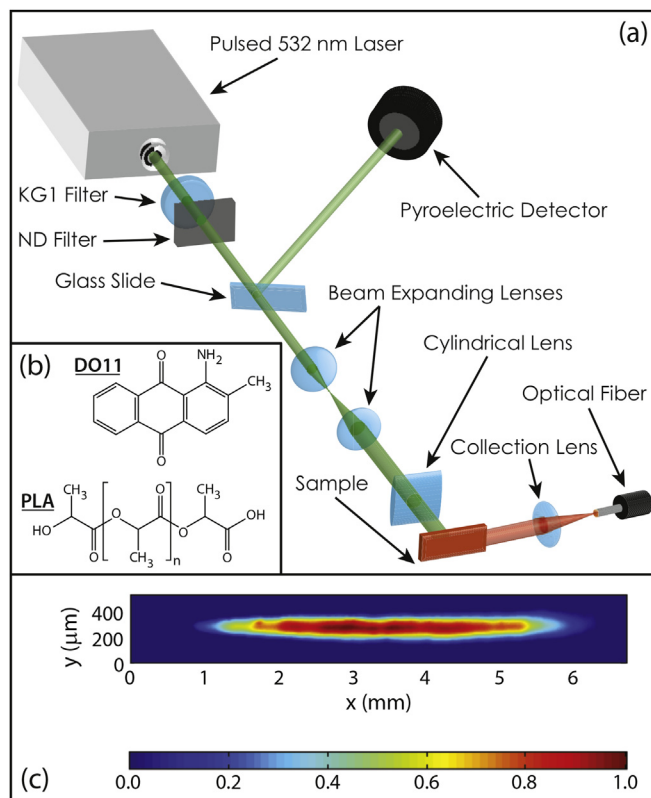 (a)
Pulsed 532 nm Laser
KG1 Filter
Pyroelectric Detector
ND Filter
Glass Slide
Beam Expanding Lenses
Cylindrical Lens
Optical Fiber
Collection Lens
Sample
(b)
DO11
O
NH2
CH3
O
PLA
CH3
O
CH3
HO
O
O
OH
O
CH3
n
O
400
200
0
y (μm)
0 1 2 3 4 5 6
x (mm)
(c)
0.0 0.2 0.4 0.6 0.8 1.0